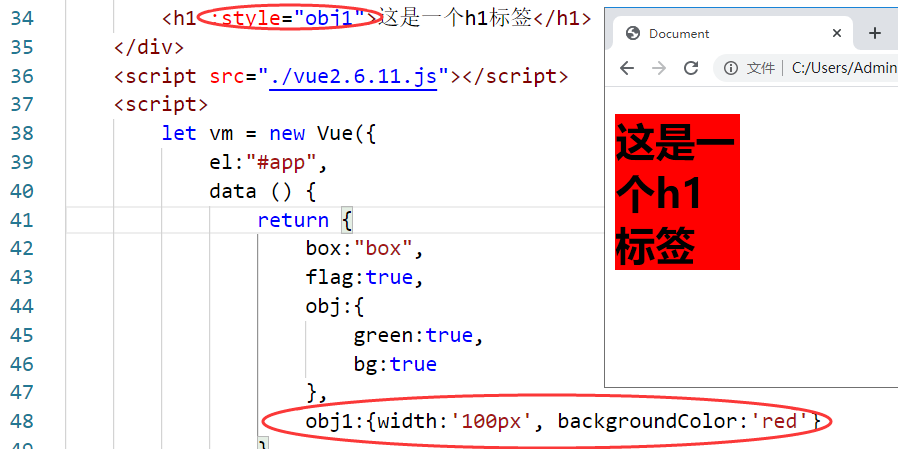 34 <h1 :style="obj1">这是一个h1标签</h1>
35 </div>
36 <script src="./vue2.6.11.js"></script>
37 <script>
38 let vm = new Vue({
39 el:"#app",
40 data () {
41 return {
42 box:"box",
43 flag:true,
44 obj:{
45 green:true,
46 bg:true
47 },
48 obj1:{width:'100px', backgroundColor:'red'}
49 }
Document
文件 | C:/Users/Admin
这是一
个h1
标签